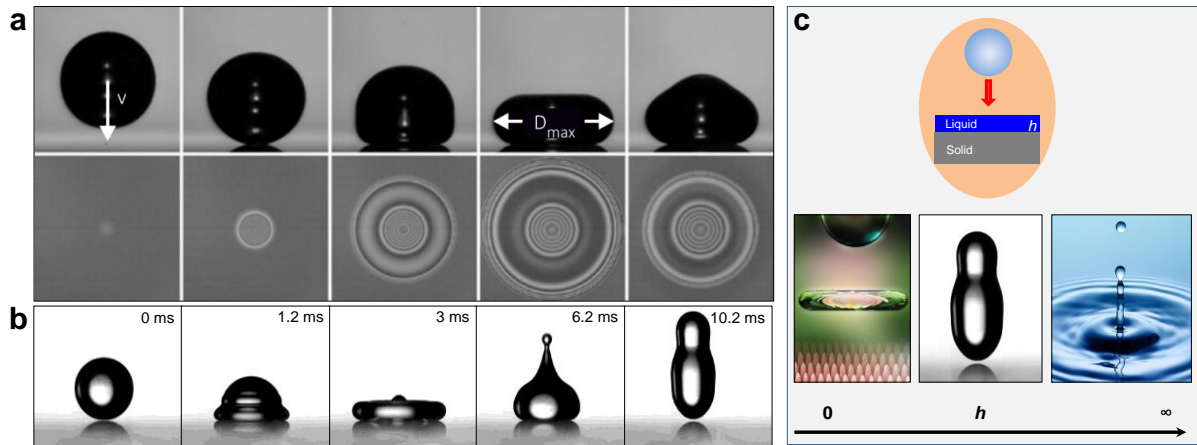 a
V
D max
b
0 ms
1.2 ms
3 ms
6.2 ms
10.2 ms
c
Liquid
h
Solid
0
h
∞